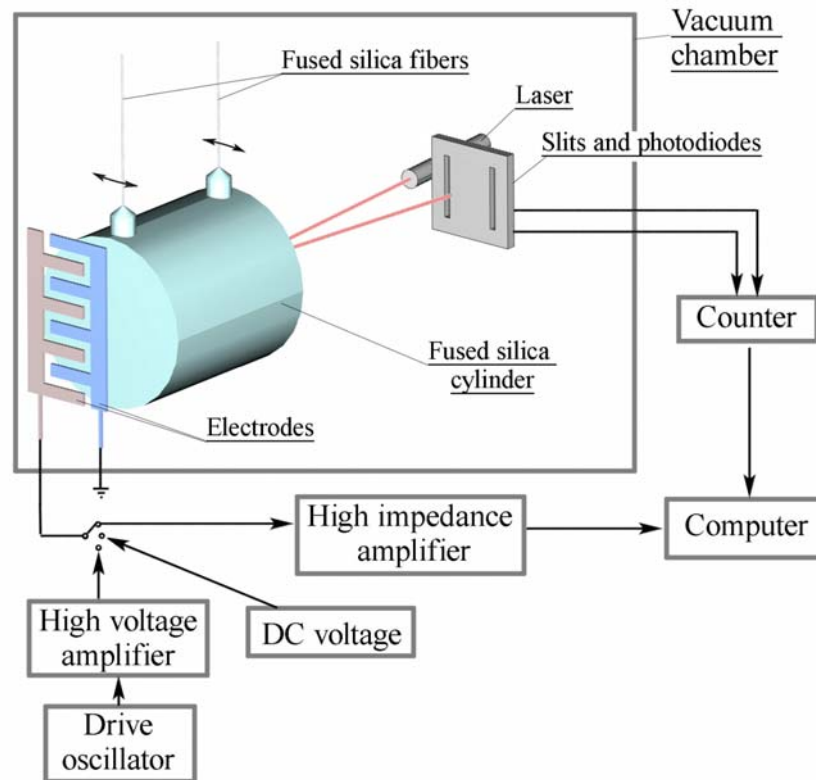 Vacuum
chamber
Fused silica fibers
Laser
Slits and photodiodes
Counter
Fused silica
cylinder
Electrodes
High impedance
amplifier
Computer
High voltage
amplifier
DC voltage
Drive
oscillator